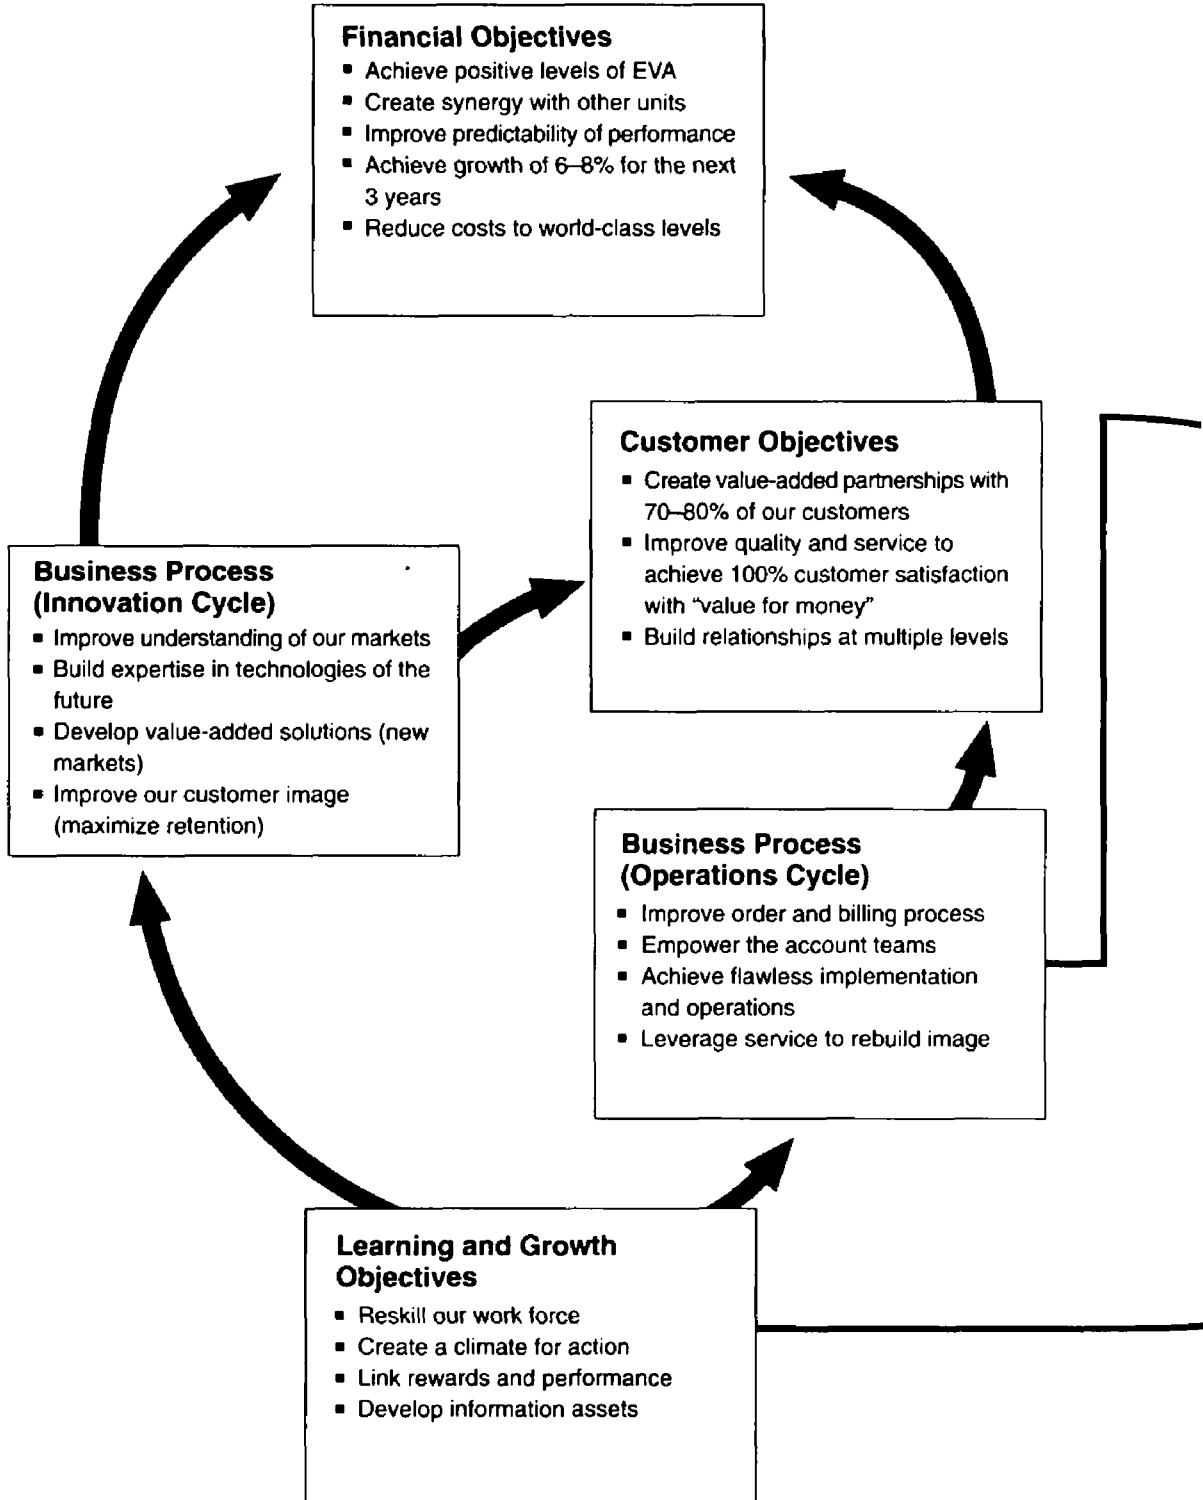 Financial Objectives
▪ Achieve positive levels of EVA
▪ Create synergy with other units
▪ Improve predictability of performance
▪ Achieve growth of 6–8% for the next
3 years
▪ Reduce costs to world-class levels
Customer Objectives
▪ Create value-added partnerships with
70–80% of our customers
▪ Improve quality and service to
achieve 100% customer satisfaction
with “value for money”
▪ Build relationships at multiple levels
Business Process
(Innovation Cycle)
▪ Improve understanding of our markets
▪ Build expertise in technologies of the
future
▪ Develop value-added solutions (new
markets)
▪ Improve our customer image
(maximize retention)
Business Process
(Operations Cycle)
▪ Improve order and billing process
▪ Empower the account teams
▪ Achieve flawless implementation
and operations
▪ Leverage service to rebuild image
Learning and Growth
Objectives
▪ Reskill our work force
▪ Create a climate for action
▪ Link rewards and performance
▪ Develop information assets